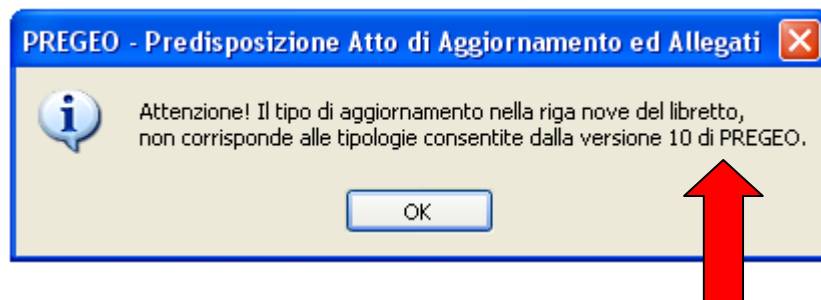 PREGEO - Predisposizione Atto di Aggiornamento ed Allegati
Attenzione! Il tipo di aggiornamento nella riga nove del libretto,
non corrisponde alle tipologie consentite dalla versione 10 di PREGEO.
OK